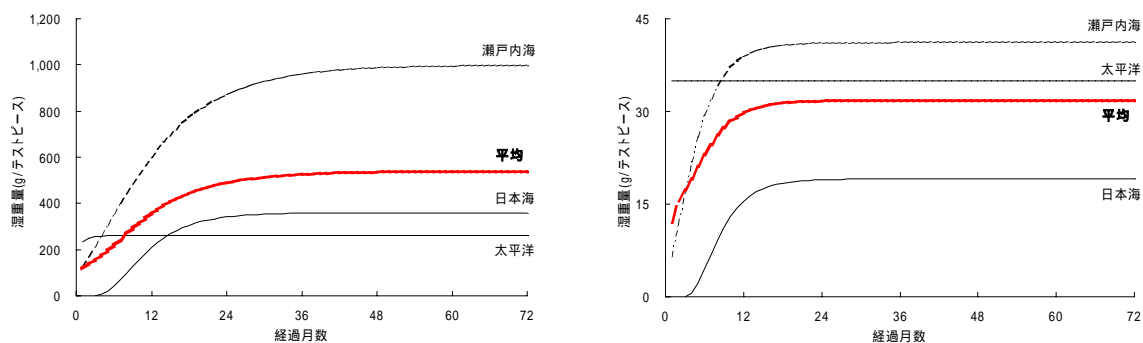 1,200
1,000
800
600
400
200
0
湿重量(g/テストピース)
瀬戸内海
平均
日本海
太平洋
0 12 24 36 48 60 72
経過月数
45
30
15
0
湿重量(g/テストピース)
瀬戸内海
太平洋
平均
日本海
0 12 24 36 48 60 72
経過月数